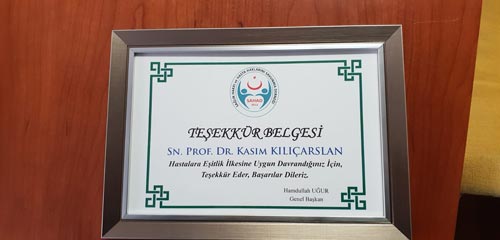 SAHAD
TEŞEKKÜR BELGESİ
SN. PROF. DR. KASIM KILIÇARSLAN
Hastalara Eşitlik İlkesine Uygun Davrandığınız İçin,
Teşekkür Eder, Başarılar Dileriz.
Hamdullah UĞUR
Genel Başkan